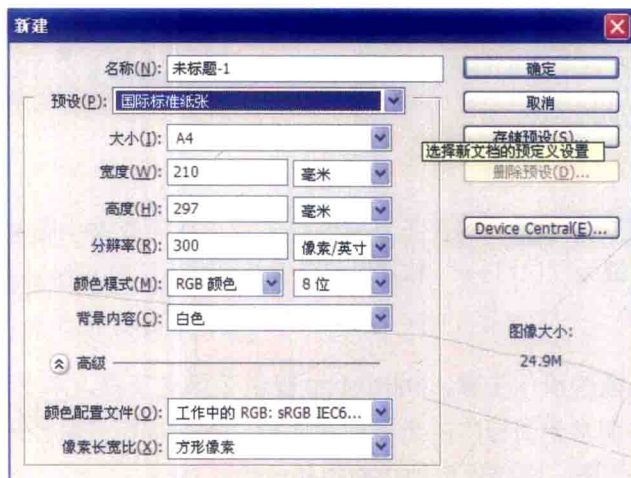 新建
名称(N): 未标题-1
确定
预设(P): 国际标准纸张
取消
大小(I): A4
存储预设(S)...
选择新文档的预定义设置
宽度(W): 210 毫米
删除预设(D)...
高度(H): 297 毫米
分辨率(R): 300 像素/英寸
Device Central(E)...
颜色模式(M): RGB 颜色 8 位
背景内容(C): 白色
图像大小:
24.9M
高级
颜色配置文件(O): 工作中的 RGB: sRGB IEC6...
像素长宽比(X): 方形像素